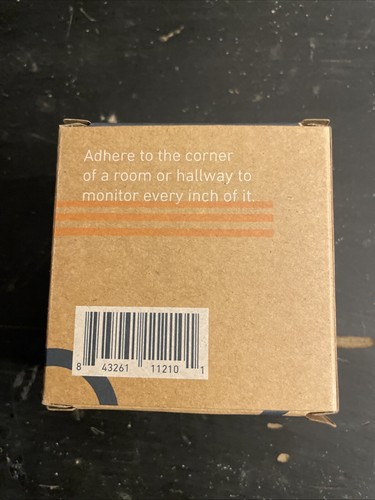 Adhere to the corner
of a room or hallway to
monitor every inch of it.
8 43261 11210 1